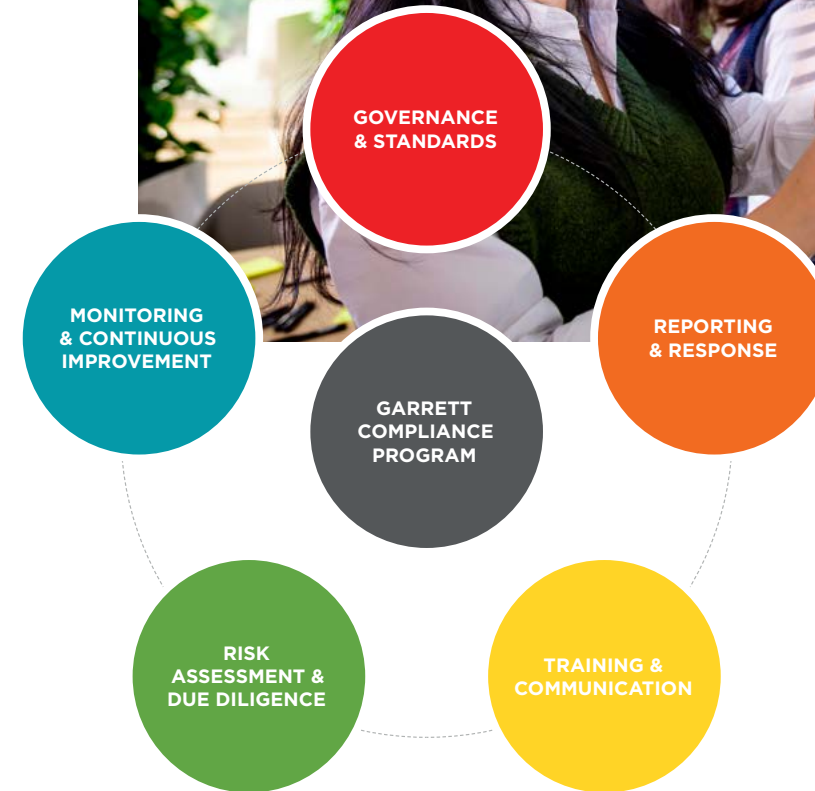 GOVERNANCE
& STANDARDS
MONITORING
& CONTINUOUS
IMPROVEMENT
REPORTING
& RESPONSE
GARRETT
COMPLIANCE
PROGRAM
RISK
ASSESSMENT &
DUE DILIGENCE
TRAINING &
COMMUNICATION